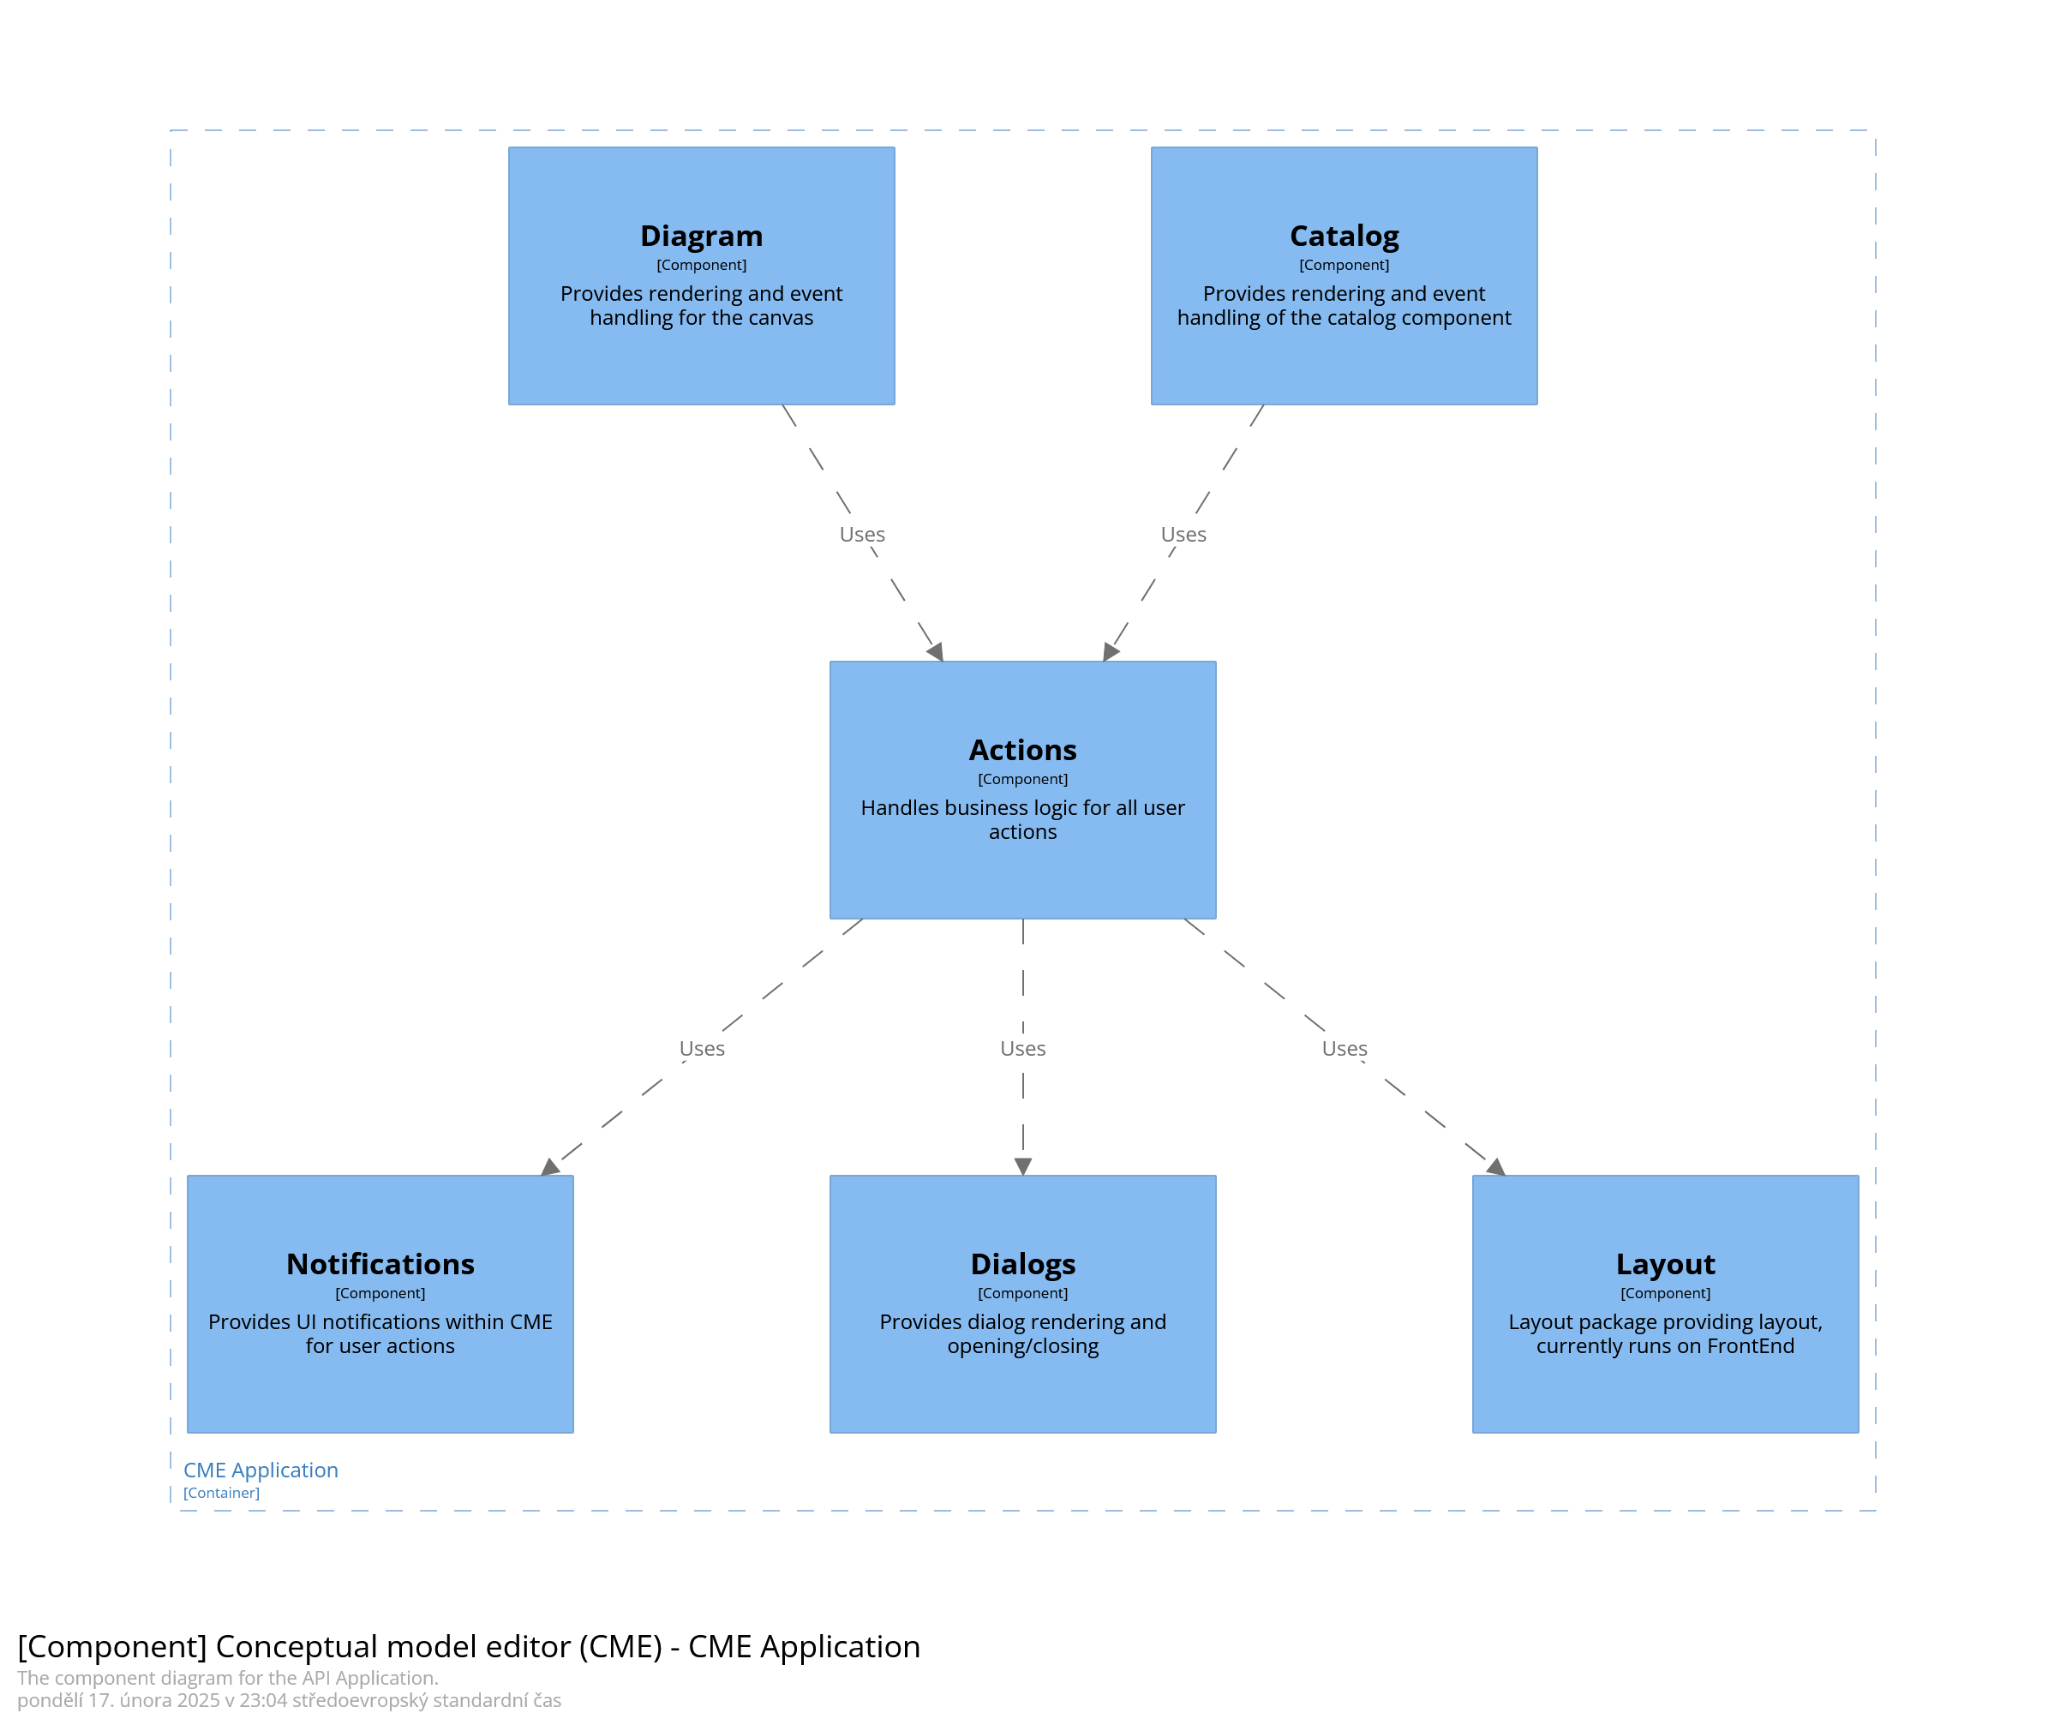 Diagram
[Component]
Provides rendering and event
handling for the canvas
Catalog
[Component]
Provides rendering and event
handling of the catalog component
Uses
Uses
Actions
[Component]
Handles business logic for all user
actions
Uses
Uses
Uses
Notifications
[Component]
Provides UI notifications within CME
for user actions
Dialogs
[Component]
Provides dialog rendering and
opening/closing
Layout
[Component]
Layout package providing layout,
currently runs on FrontEnd
CME Application
[Container]
[Component] Conceptual model editor (CME) - CME Application
The component diagram for the API Application.
pondělí 17. února 2025 v 23:04 středoevropský standardní čas